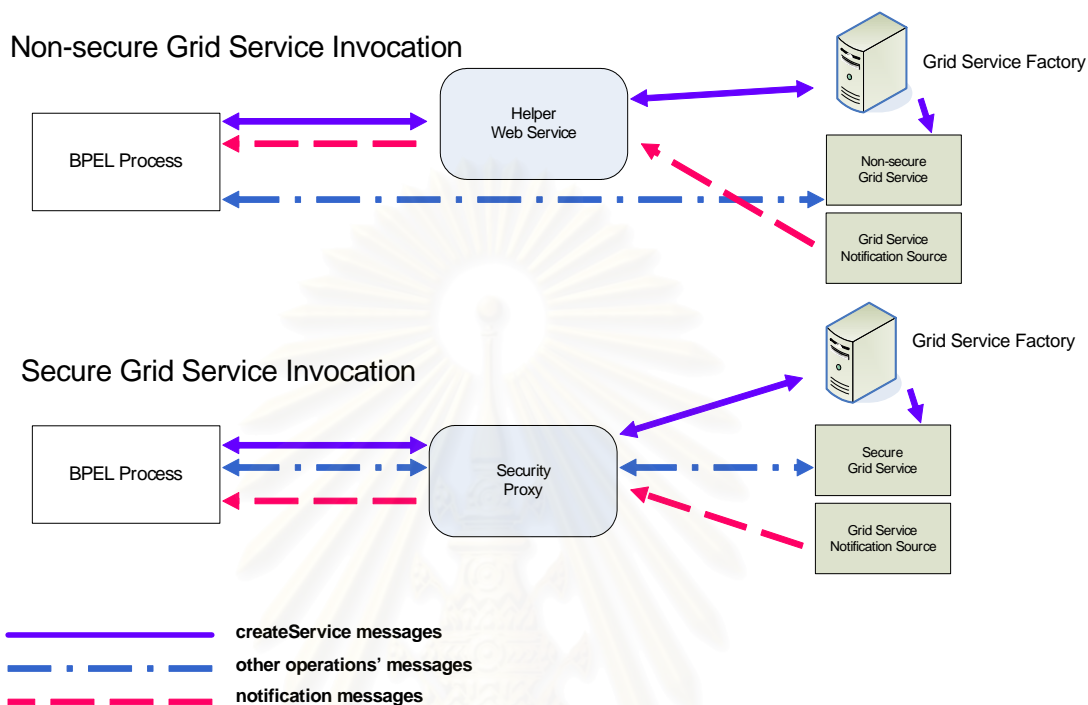 Non-secure Grid Service Invocation
Grid Service Factory
Helper
Web Service
BPEL Process
Non-secure
Grid Service
Grid Service
Notification Source
Secure Grid Service Invocation
Grid Service Factory
BPEL Process
Security
Proxy
Secure
Grid Service
Grid Service
Notification Source
createService messages
other operations' messages
notification messages